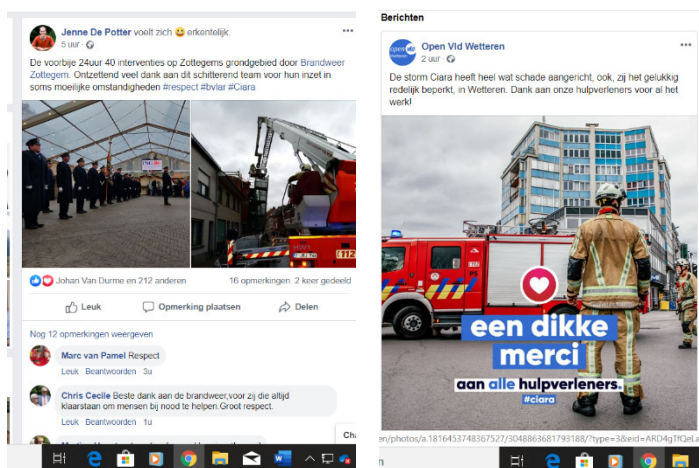 Jenne De Potter voelt zich erkentelijk.
5 uur
De voorbije 24uur 40 interventies op Zottegems grondgebied door Brandweer
Zottegem. Ontzettend veel dank aan dit schitterend team voor hun inzet in
soms moeilijke omstandigheden #respect #bvlar #Ciara
Johan Van Durme en 212 anderen
16 opmerkingen 2 keer gedeeld
Leuk
Opmerking plaatsen
Delen
Nog 12 opmerkingen weergeven
Marc van Pamel Respect
Leuk Beantwoorden 3u
Chris Cecile Beste dank aan de brandweer,voor zij die altijd
klaarstaan om mensen bij nood te helpen.Groot respect.
Leuk Beantwoorden 1u
Cha
Berichten
Open Vld Wetteren
2 uur
De storm Ciara heeft heel wat schade aangericht, ook, zij het gelukkig
redelijk beperkt, in Wetteren. Dank aan onze hulpverleners voor al het
werk!
een dikke
merci
aan alle hulpverleners.
#ciara